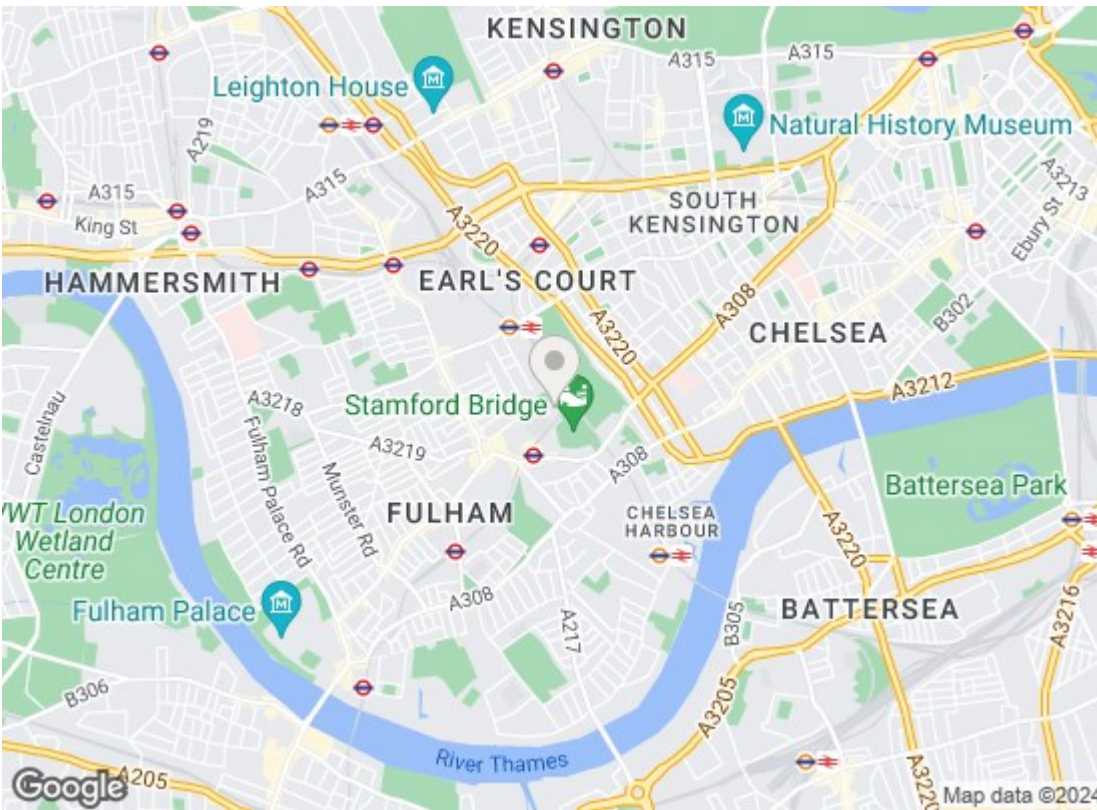 KENSINGTON
A315
A315
Leighton House
A219
Natural History Museum
A315
A315
A3213
King St
SOUTH
KENSINGTON
Ebury St
A3220
HAMMERSMITH
EARL'S COURT
A308
B302
A3220
CHELSEA
A3212
Castelnau
A3218
Stamford Bridge
A3219
Fulham Palace Rd
Munster Rd
A308
Battersea Park
FULHAM
CHELSEA
HARBOUR
WWT London
Wetland
Centre
A3220
Fulham Palace
A308
A217
B305
BATTERSEA
A3216
B306
A3205
River Thames
A3220
Google
A205
Map data ©2024